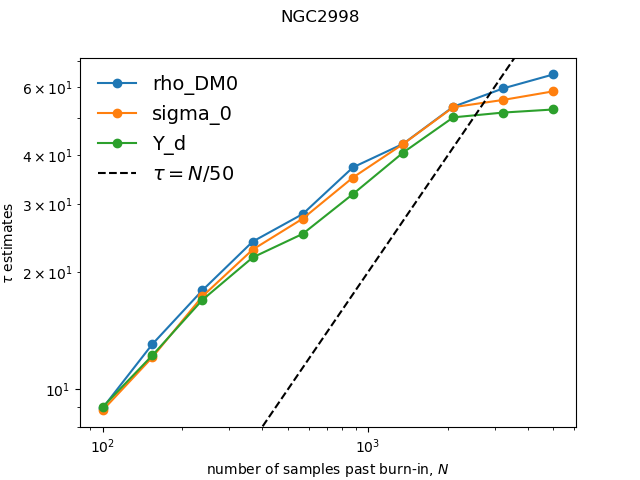 NGC2998
rho_DM0
sigma_0
Y_d
τ = N/50
6 × 10¹
4 × 10¹
3 × 10¹
2 × 10¹
10¹
τ estimates
10² 10³
number of samples past burn-in, N